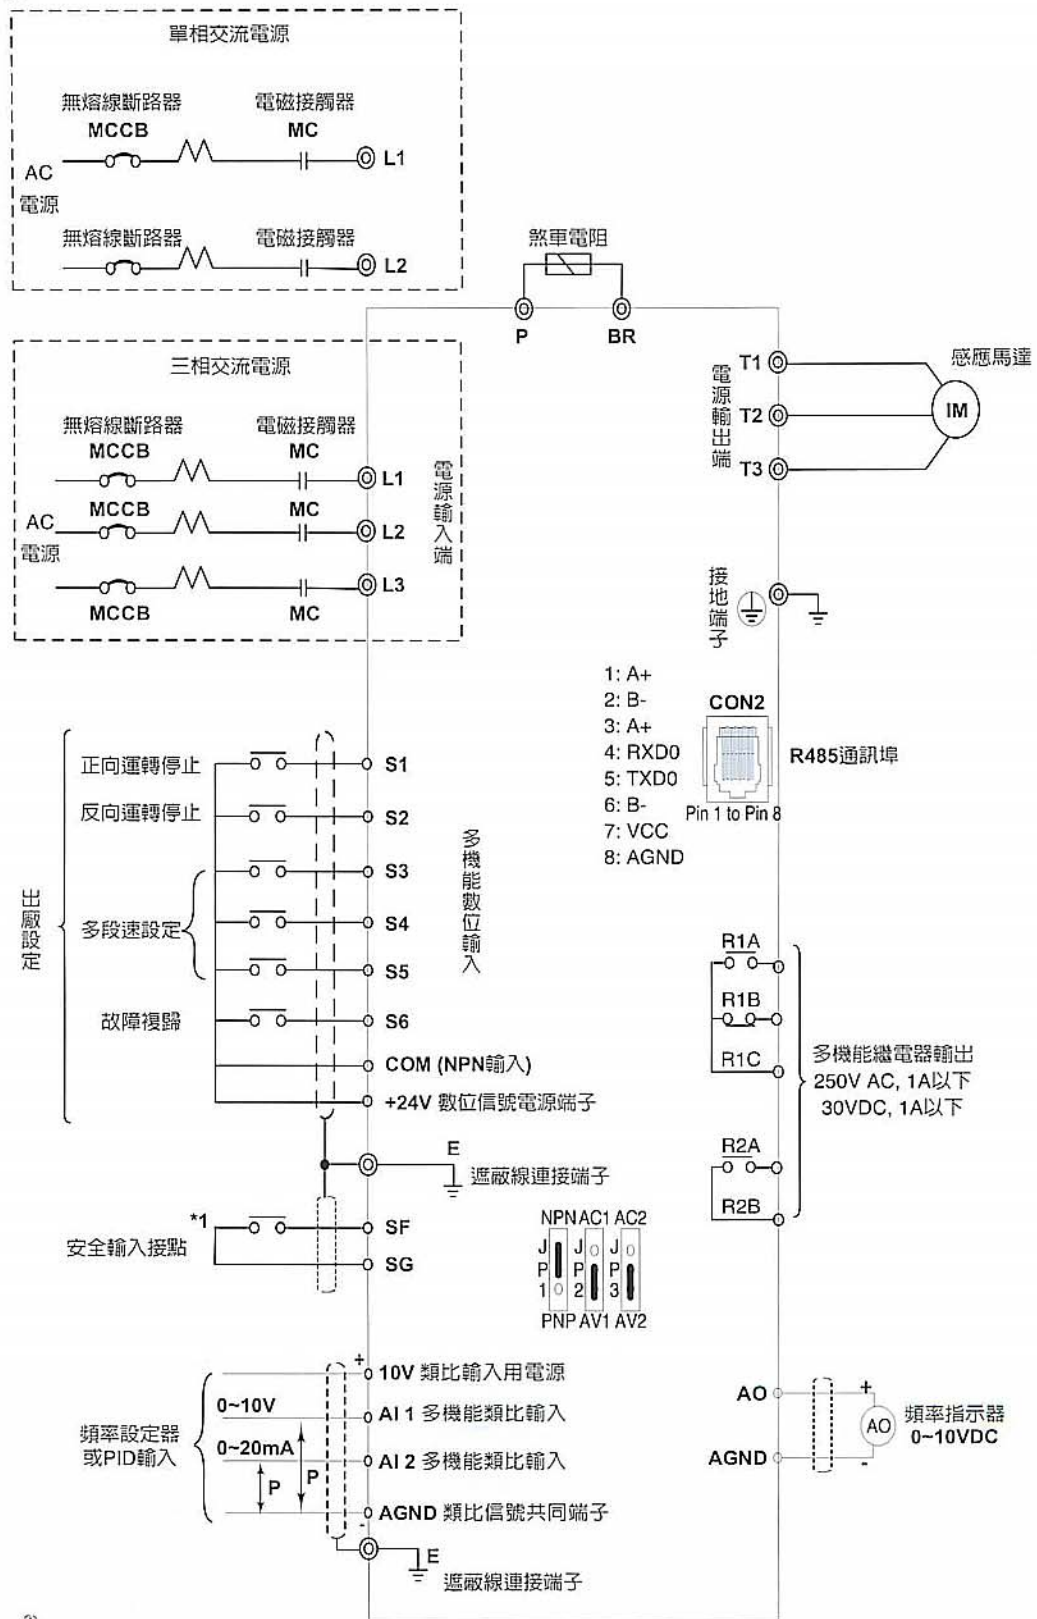 單相交流電源
無熔線斷路器 電磁接觸器
MCCB MC
L1
AC
電源
無熔線斷路器 電磁接觸器
L2
煞車電阻
P BR
三相交流電源
無熔線斷路器 電磁接觸器
MCCB MC
L1
MCCB MC
AC
電源
L2
L3
MCCB MC
電源輸入端
電源輸出端
T1
T2
T3
感應馬達
IM
接地端子
1: A+
2: B-
3: A+
4: RXD0
5: TXD0
6: B-
7: VCC
8: AGND
CON2
R485通訊埠
Pin 1 to Pin 8
出廠設定
正向運轉停止 S1
反向運轉停止 S2
S3
多段速設定 S4
S5
故障複歸 S6
COM (NPN輸入)
+24V 數位信號電源端子
多機能數位輸入
E
遮蔽線連接端子
*1
安全輸入接點
SF
SG
R1A
R1B
R1C
R2A
R2B
多機能繼電器輸出
250V AC, 1A以下
30VDC, 1A以下
NPN AC1 AC2
J J J
P P P
1 2 3
PNP AV1 AV2
頻率設定器
或PID輸入
+
10V 類比輸入用電源
0~10V
AI 1 多機能類比輸入
0~20mA
AI 2 多機能類比輸入
P P
AGND 類比信號共同端子
-
E
遮蔽線連接端子
AO
AGND
+
AO
-
頻率指示器
0~10VDC